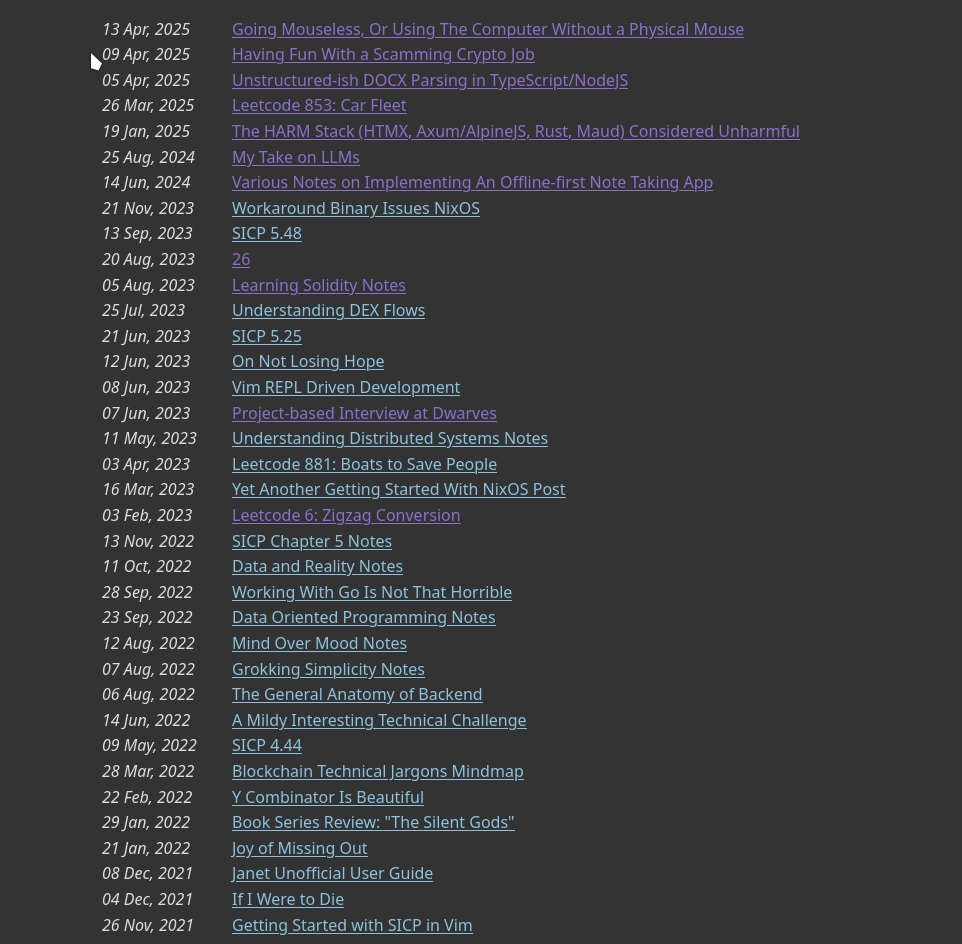 13 Apr, 2025 Going Mouseless, Or Using The Computer Without a Physical Mouse
09 Apr, 2025 Having Fun With a Scamming Crypto Job
05 Apr, 2025 Unstructured-ish DOCX Parsing in TypeScript/NodeJS
26 Mar, 2025 Leetcode 853: Car Fleet
19 Jan, 2025 The HARM Stack (HTMX, Axum/AlpineJS, Rust, Maud) Considered Unharmful
25 Aug, 2024 My Take on LLMs
14 Jun, 2024 Various Notes on Implementing An Offline-first Note Taking App
21 Nov, 2023 Workaround Binary Issues NixOS
13 Sep, 2023 SICP 5.48
20 Aug, 2023 26
05 Aug, 2023 Learning Solidity Notes
25 Jul, 2023 Understanding DEX Flows
21 Jun, 2023 SICP 5.25
12 Jun, 2023 On Not Losing Hope
08 Jun, 2023 Vim REPL Driven Development
07 Jun, 2023 Project-based Interview at Dwarves
11 May, 2023 Understanding Distributed Systems Notes
03 Apr, 2023 Leetcode 881: Boats to Save People
16 Mar, 2023 Yet Another Getting Started With NixOS Post
03 Feb, 2023 Leetcode 6: Zigzag Conversion
13 Nov, 2022 SICP Chapter 5 Notes
11 Oct, 2022 Data and Reality Notes
28 Sep, 2022 Working With Go Is Not That Horrible
23 Sep, 2022 Data Oriented Programming Notes
12 Aug, 2022 Mind Over Mood Notes
07 Aug, 2022 Grokking Simplicity Notes
06 Aug, 2022 The General Anatomy of Backend
14 Jun, 2022 A Mildy Interesting Technical Challenge
09 May, 2022 SICP 4.44
28 Mar, 2022 Blockchain Technical Jargons Mindmap
22 Feb, 2022 Y Combinator Is Beautiful
29 Jan, 2022 Book Series Review: "The Silent Gods"
21 Jan, 2022 Joy of Missing Out
08 Dec, 2021 Janet Unofficial User Guide
04 Dec, 2021 If I Were to Die
26 Nov, 2021 Getting Started with SICP in Vim